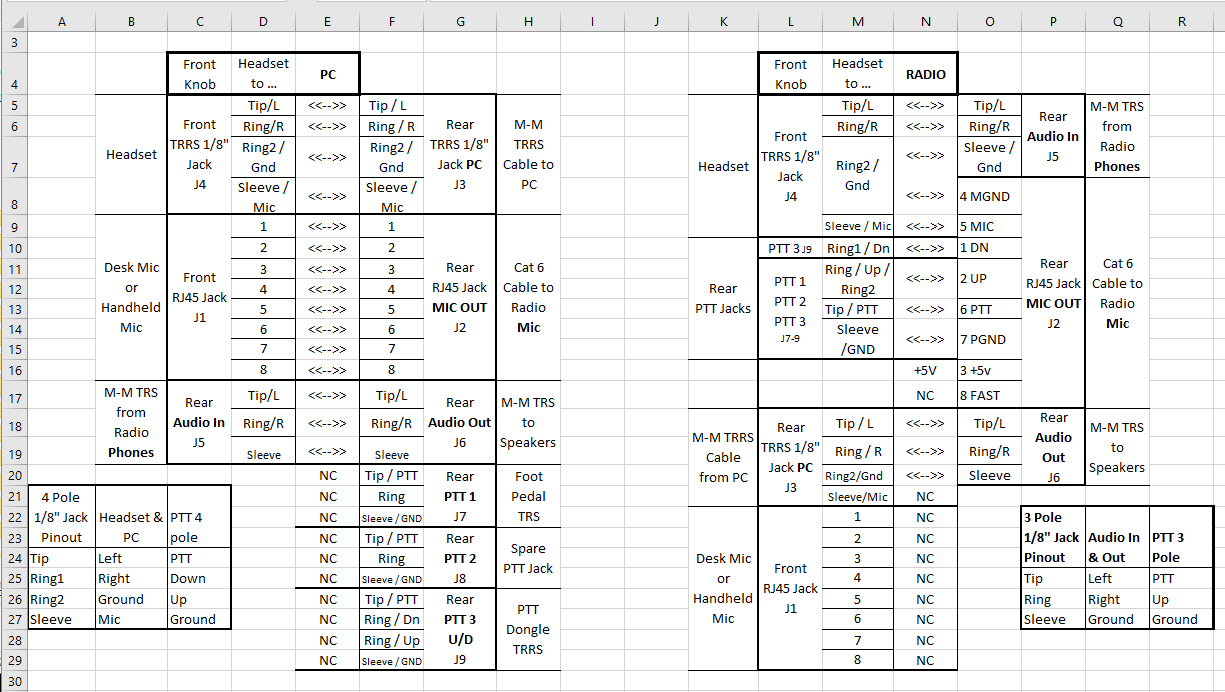 A B C D E F G H I J K L M N O P Q R
3
4
Front Knob
Headset to ...
PC
5
6
7
8
Headset
Front
TRRS 1/8"
Jack
J4
Tip/L <<-->> Tip / L
Ring/R <<-->> Ring / R
Ring2 / Gnd <<-->> Ring2 / Gnd
Sleeve / Mic <<-->> Sleeve / Mic
Rear
TRRS 1/8"
Jack PC
J3
M-M
TRRS
Cable to
PC
9
10
11
12
13
14
15
16
Desk Mic
or
Handheld
Mic
Front
RJ45 Jack
J1
1 <<-->> 1
2 <<-->> 2
3 <<-->> 3
4 <<-->> 4
5 <<-->> 5
6 <<-->> 6
7 <<-->> 7
8 <<-->> 8
Rear
RJ45 Jack
MIC OUT
J2
Cat 6
Cable to
Radio
Mic
17
18
19
M-M TRS
from
Radio
Phones
Rear
Audio In
J5
Tip/L <<-->> Tip/L
Ring/R <<-->> Ring/R
Sleeve <<-->> Sleeve
Rear
Audio Out
J6
M-M TRS
to
Speakers
20
21
22
NC Tip / PTT
NC Ring
NC Sleeve / GND
Rear
PTT 1
J7
Foot
Pedal
TRS
23
24
25
NC Tip / PTT
NC Ring
NC Sleeve / GND
Rear
PTT 2
J8
Spare
PTT Jack
26
27
28
29
30
NC Tip / PTT
NC Ring / Dn
NC Ring / Up
NC Sleeve / GND
Rear
PTT 3
U/D
J9
PTT
Dongle
TRRS
4 Pole
1/8" Jack
Pinout
Headset &
PC
PTT 4
pole
Tip Left PTT
Ring1 Right Down
Ring2 Ground Up
Sleeve Mic Ground
Front
Knob
Headset
to ...
RADIO
Headset
Front
TRRS 1/8"
Jack
J4
Tip/L <<-->> Tip/L
Ring/R <<-->> Ring/R
Ring2 /
Gnd
<<-->> Sleeve /
Gnd
<<-->> 4 MGND
Sleeve / Mic <<-->> 5 MIC
Rear
Audio In
J5
M-M TRS
from
Radio
Phones
Rear
PTT Jacks
PTT 3 J9 Ring1 / Dn <<-->> 1 DN
PTT 1
PTT 2
PTT 3
J7-9
Ring / Up /
Ring2
<<-->> 2 UP
Tip / PTT <<-->> 6 PTT
Sleeve
/GND
<<-->> 7 PGND
+5V 3 +5v
NC 8 FAST
Rear
RJ45 Jack
MIC OUT
J2
Cat 6
Cable to
Radio
Mic
M-M TRRS
Cable
from PC
Rear
TRRS 1/8"
Jack PC
J3
Tip / L <<-->> Tip/L
Ring / R <<-->> Ring/R
Ring2/Gnd <<-->> Sleeve
Sleeve/Mic NC
Rear
Audio
Out
J6
M-M TRS
to
Speakers
Desk Mic
or
Handheld
Mic
Front
RJ45 Jack
J1
1 NC
2 NC
3 NC
4 NC
5 NC
6 NC
7 NC
8 NC
3 Pole
1/8" Jack
Pinout
Audio In
& Out
PTT 3
Pole
Tip Left PTT
Ring Right Up
Sleeve Ground Ground